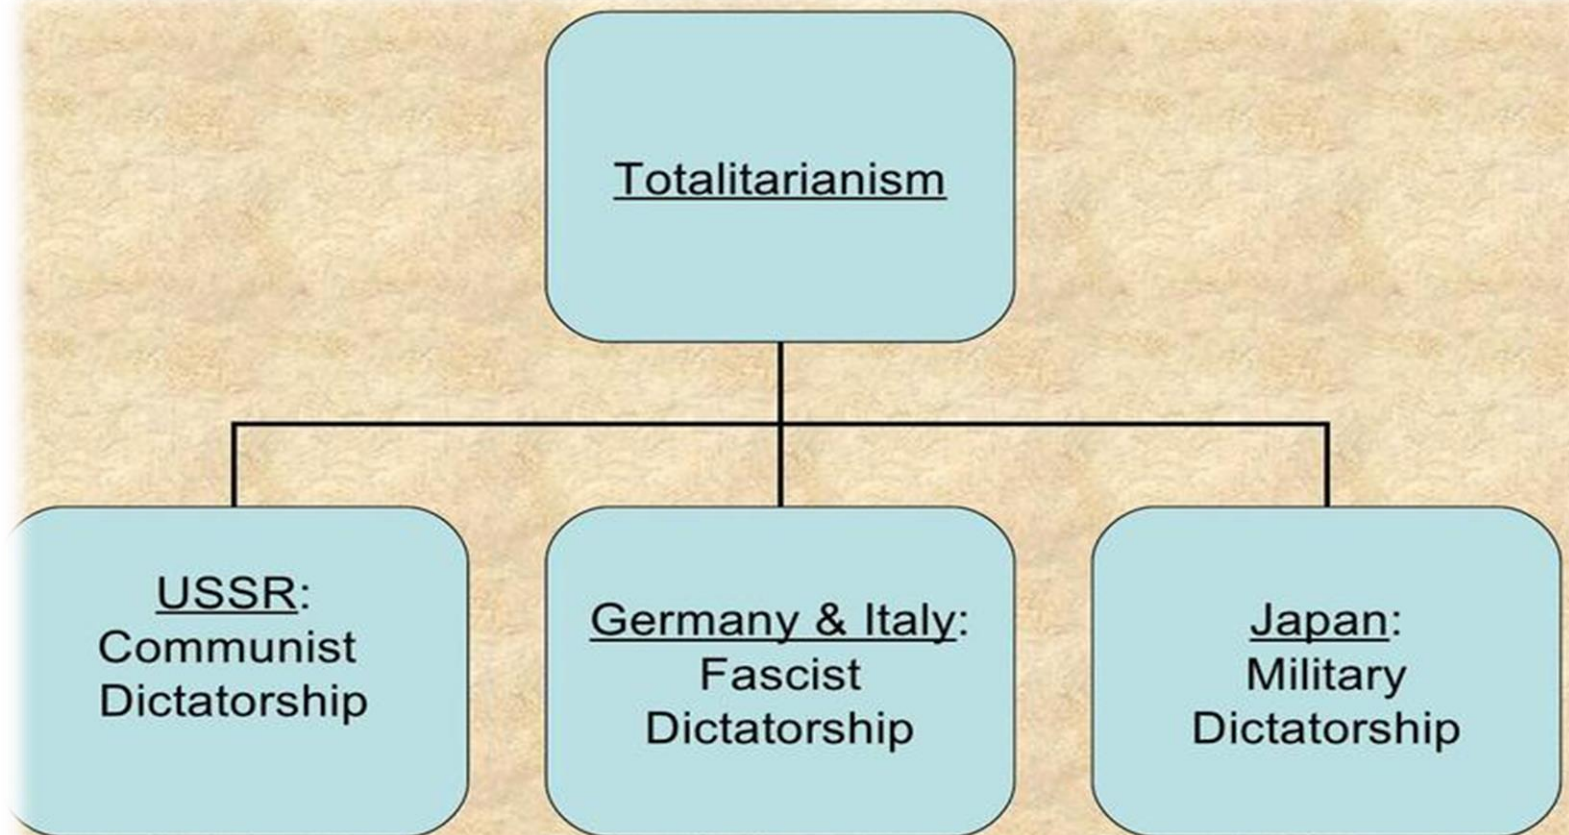 Totalitarianism
USSR:
Communist
Dictatorship
Germany & Italy:
Fascist
Dictatorship
Japan:
Military
Dictatorship